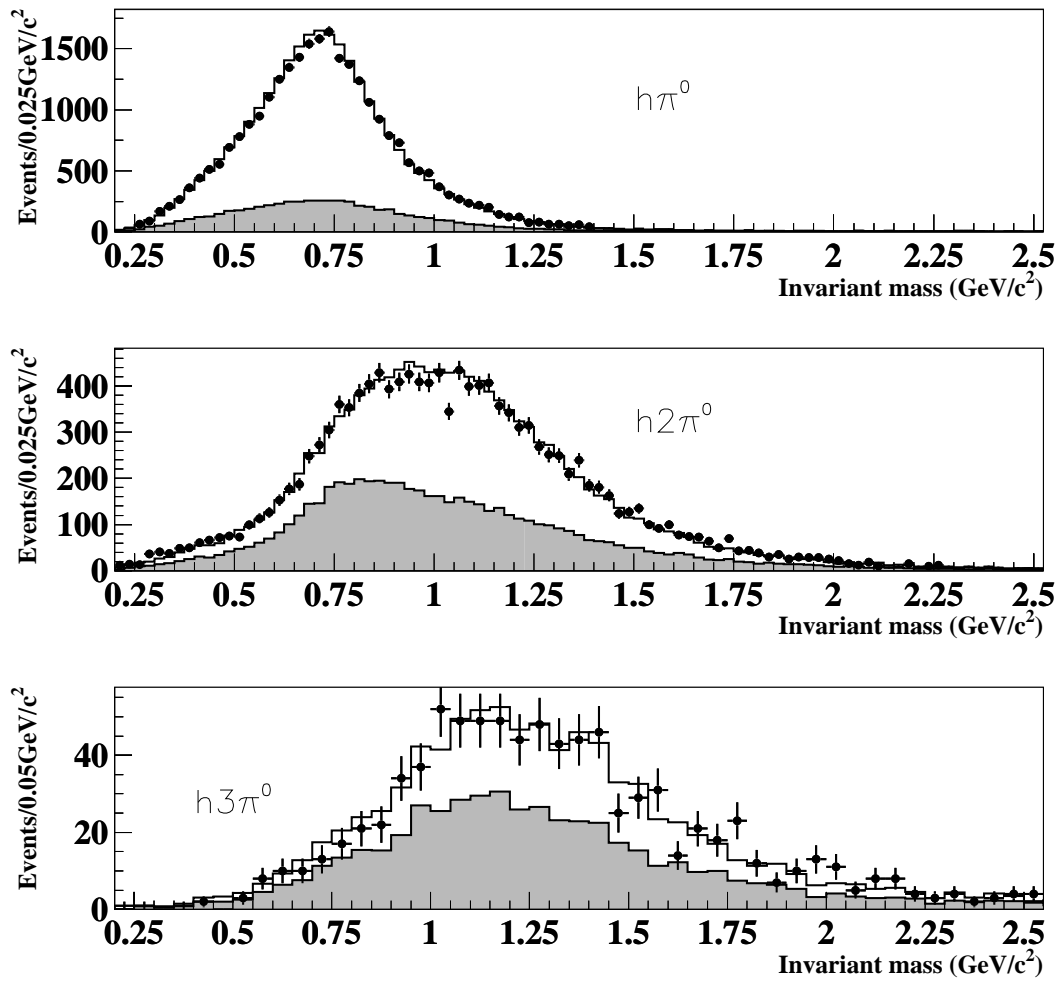 Events/0.025GeV/c²
1500
1000
500
0
hπ⁰
0.25 0.5 0.75 1 1.25 1.5 1.75 2 2.25 2.5
Invariant mass (GeV/c²)
Events/0.025GeV/c²
400
300
200
100
0
h2π⁰
0.25 0.5 0.75 1 1.25 1.5 1.75 2 2.25 2.5
Invariant mass (GeV/c²)
Events/0.05GeV/c²
40
20
0
h3π⁰
0.25 0.5 0.75 1 1.25 1.5 1.75 2 2.25 2.5
Invariant mass (GeV/c²)